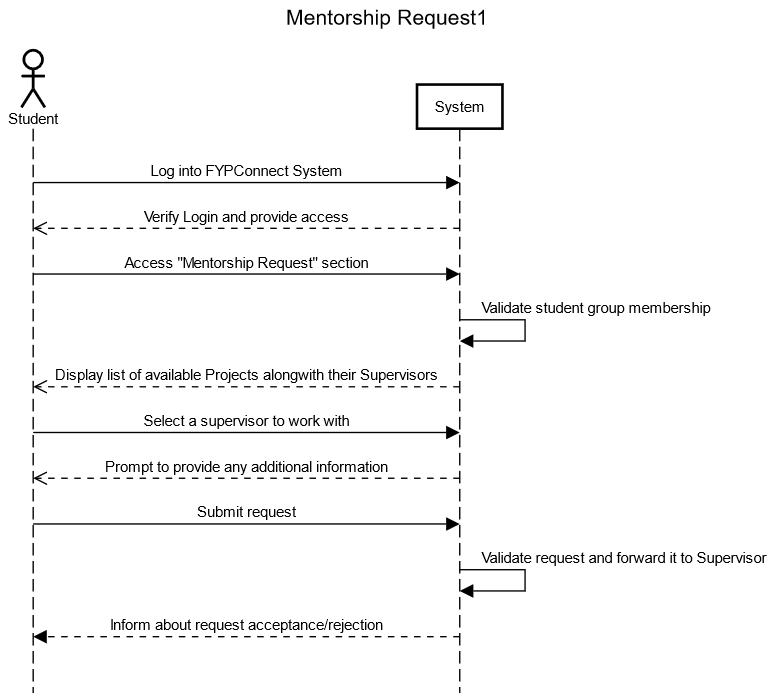 Mentorship Request1
Student
System
Log into FYPConnect System
Verify Login and provide access
Access "Mentorship Request" section
Validate student group membership
Display list of available Projects alongwith their Supervisors
Select a supervisor to work with
Prompt to provide any additional information
Submit request
Validate request and forward it to Supervisor
Inform about request acceptance/rejection